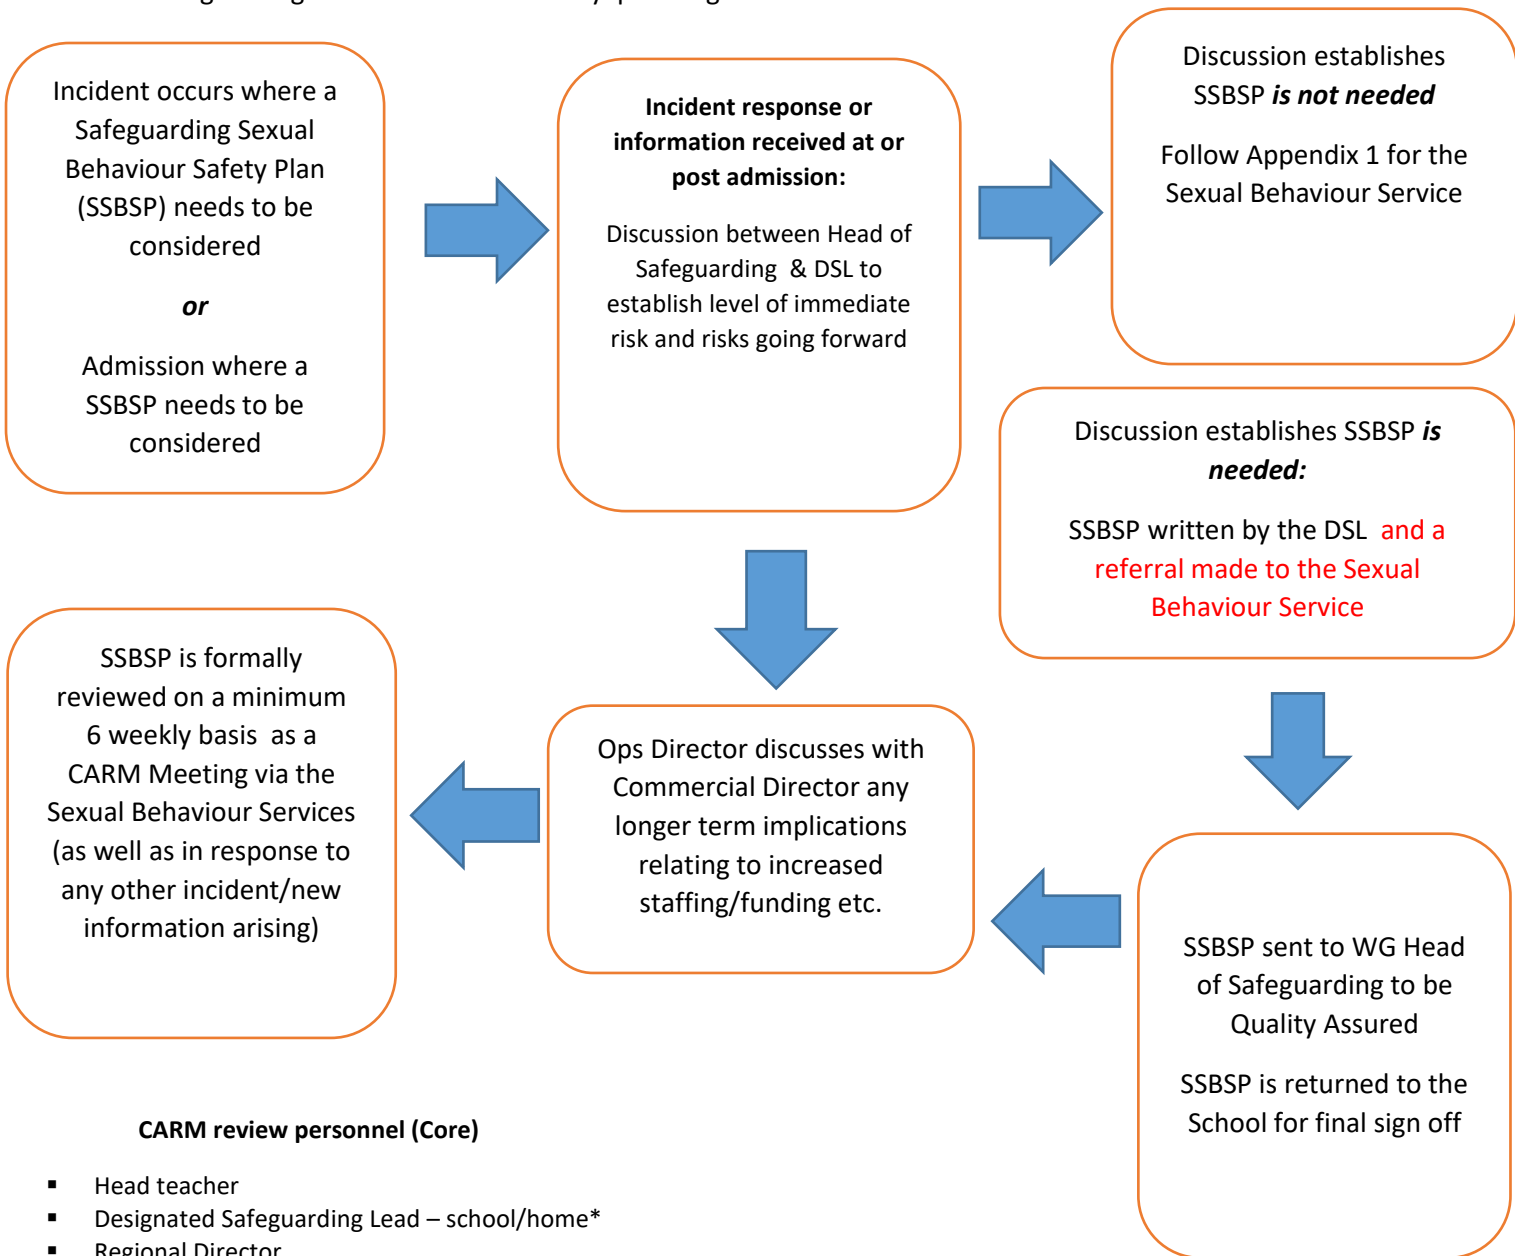 Incident occurs where a
Safeguarding Sexual
Behaviour Safety Plan
(SSBSP) needs to be
considered
or
Admission where a
SSBSP needs to be
considered
Incident response or
information received at or
post admission:
Discussion between Head of
Safeguarding & DSL to
establish level of immediate
risk and risks going forward
Discussion establishes
SSBSP is not needed
Follow Appendix 1 for the
Sexual Behaviour Service
Discussion establishes SSBSP is
needed:
SSBSP written by the DSL and a
referral made to the Sexual
Behaviour Service
SSBSP is formally
reviewed on a minimum
6 weekly basis as a
CARM Meeting via the
Sexual Behaviour Services
(as well as in response to
any other incident/new
information arising)
Ops Director discusses with
Commercial Director any
longer term implications
relating to increased
staffing/funding etc.
SSBSP sent to WG Head
of Safeguarding to be
Quality Assured
SSBSP is returned to the
School for final sign off
CARM review personnel (Core)
▪ Head teacher
▪ Designated Safeguarding Lead – school/home*
▪ Regional Director